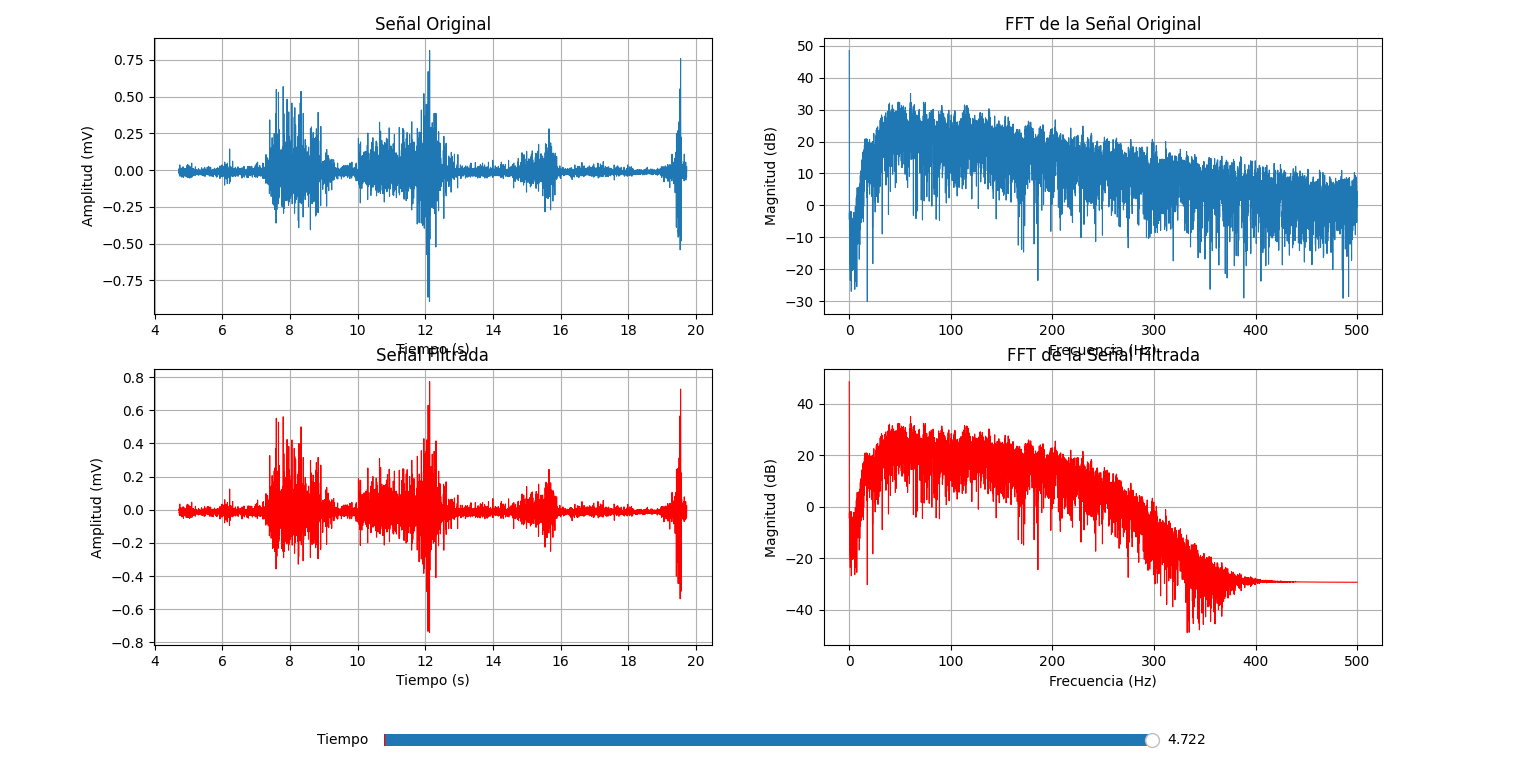 Señal Original
Amplitud (mV)
0.75
0.50
0.25
0.00
−0.25
−0.50
−0.75
4 6 8 10 12 14 16 18 20
Tiempo (s)
FFT de la Señal Original
Magnitud (dB)
50
40
30
20
10
0
−10
−20
−30
0 100 200 300 400 500
Frecuencia (Hz)
Señal Filtrada
Amplitud (mV)
0.8
0.6
0.4
0.2
0.0
−0.2
−0.4
−0.6
−0.8
4 6 8 10 12 14 16 18 20
Tiempo (s)
FFT de la Señal Filtrada
Magnitud (dB)
40
20
0
−20
−40
0 100 200 300 400 500
Frecuencia (Hz)
Tiempo 4.722